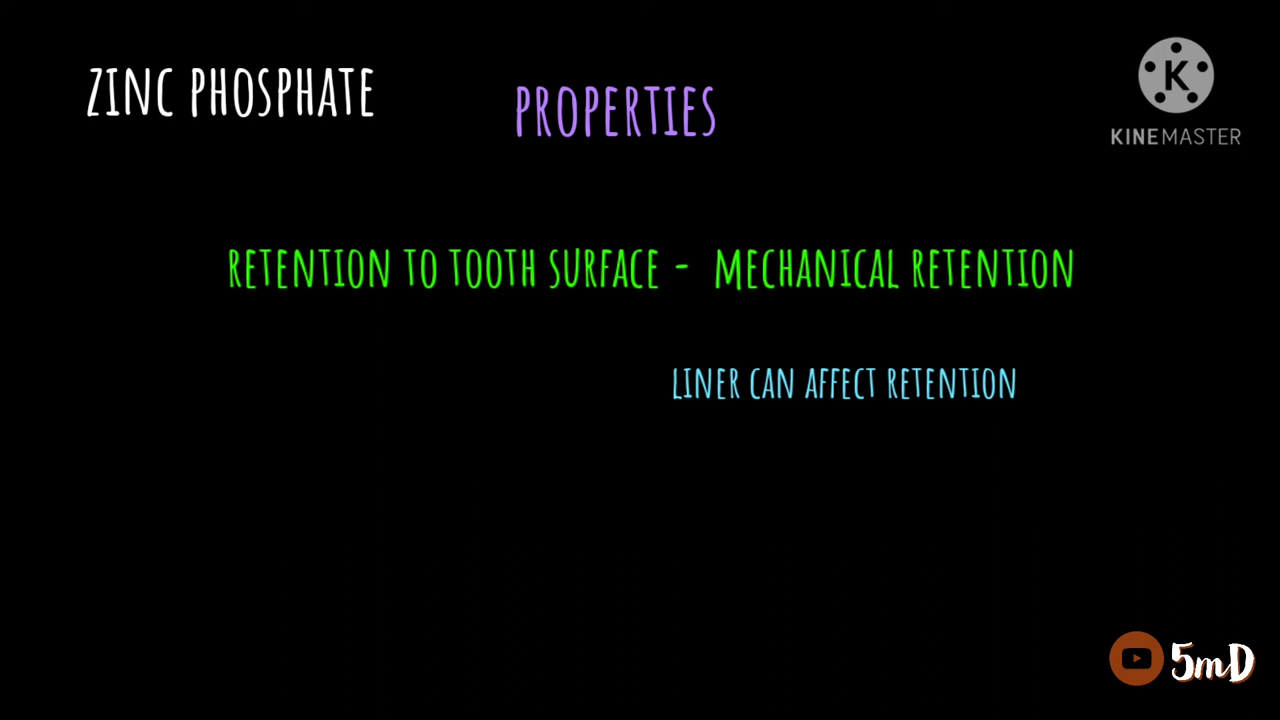 ZINC PHOSPHATE
PROPERTIES
KINEMASTER
RETENTION TO TOOTH SURFACE - MECHANICAL RETENTION
LINER CAN AFFECT RETENTION
5mD